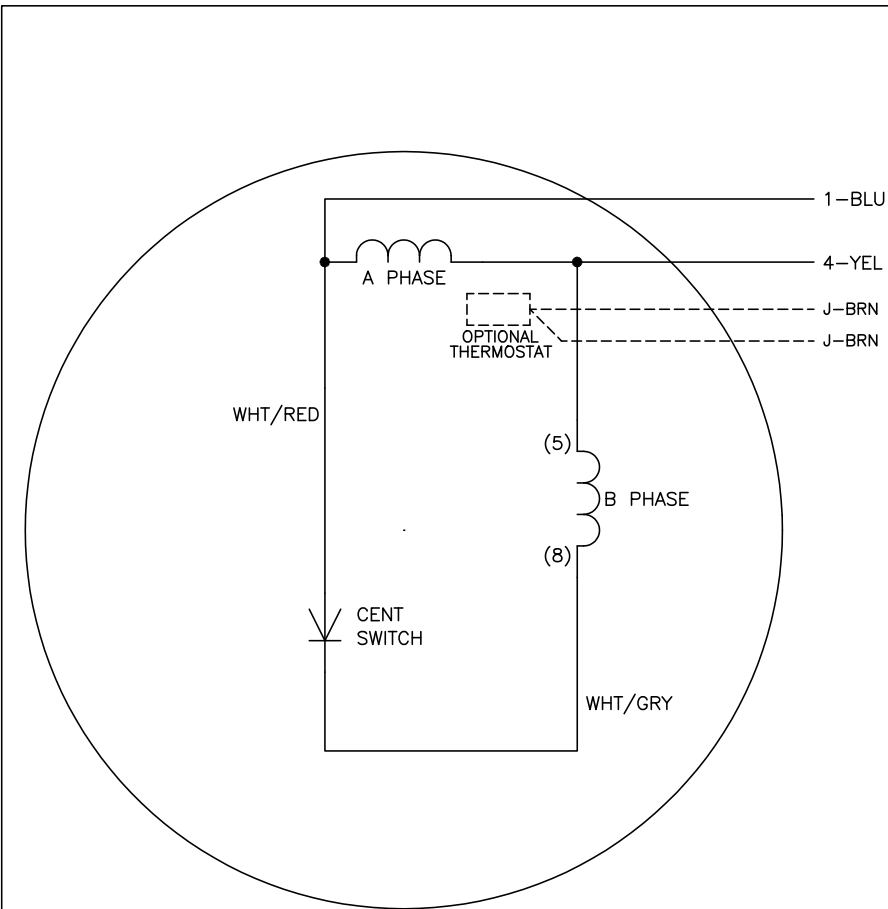 1-BLU
4-YEL
A PHASE
J-BRN
OPTIONAL
THERMOSTAT
J-BRN
WHT/RED
(5)
B PHASE
(8)
CENT
SWITCH
WHT/GRY